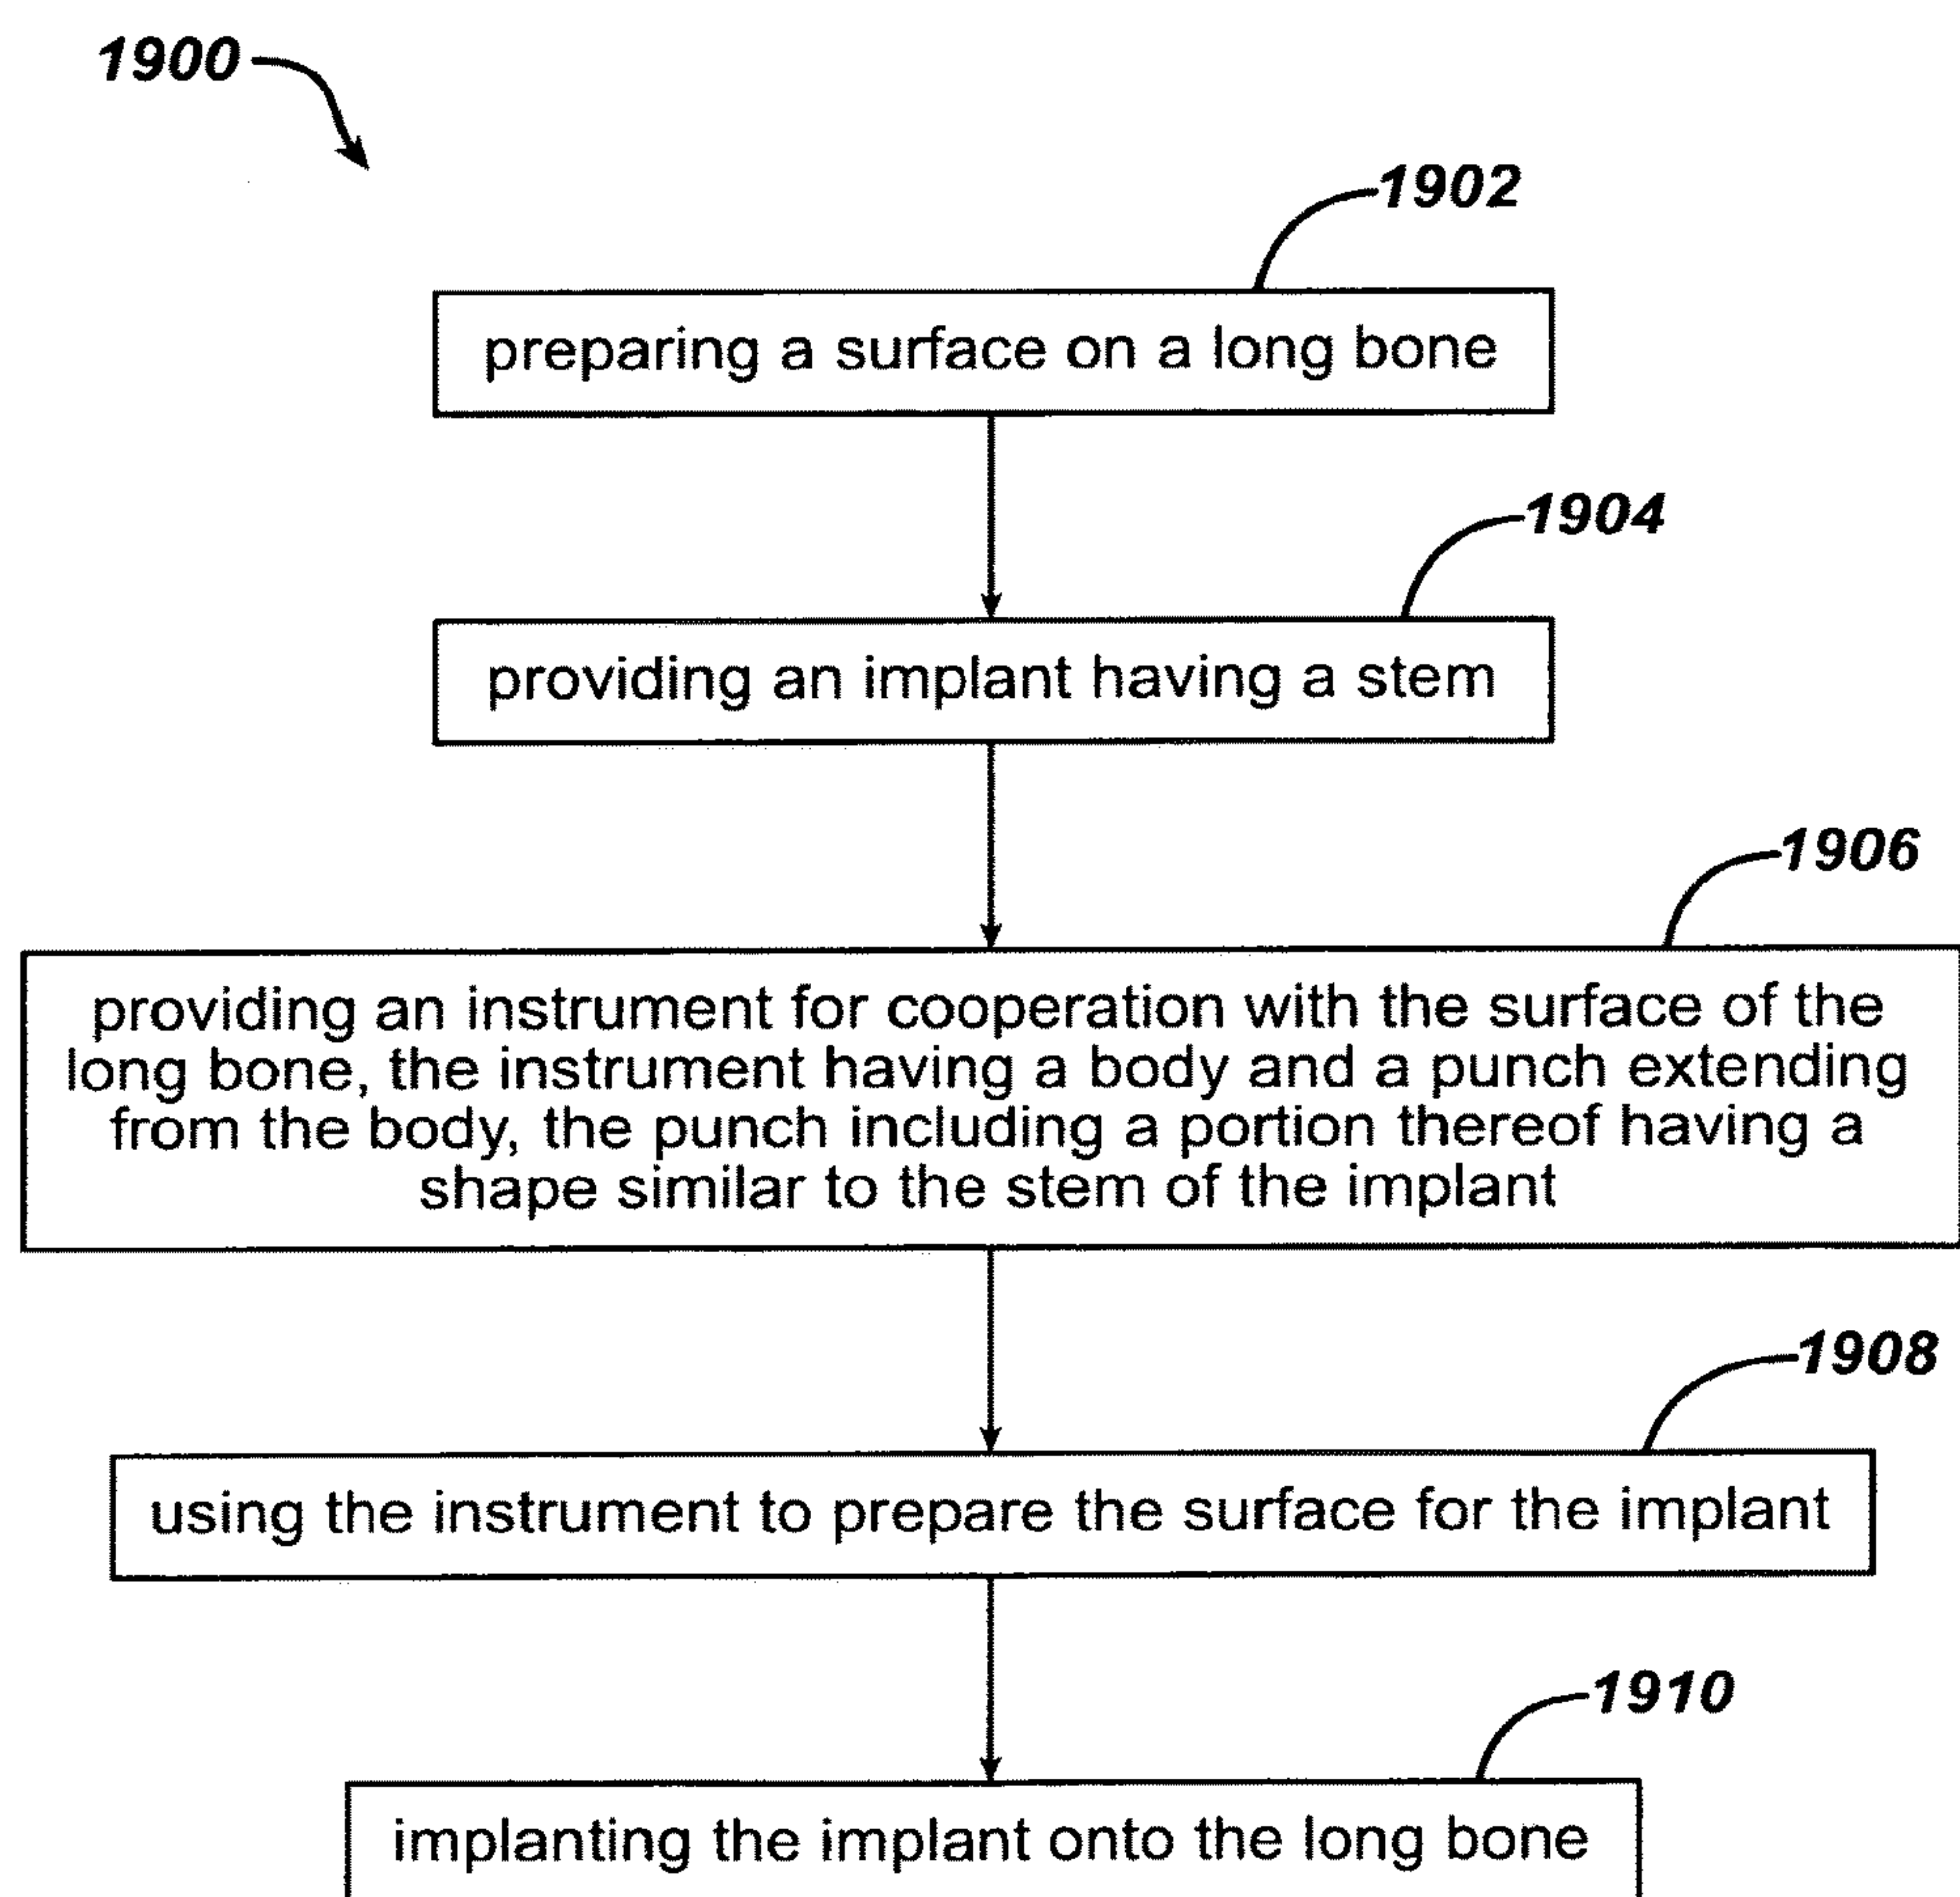 1900
1902
preparing a surface on a long bone
1904
providing an implant having a stem
1906
providing an instrument for cooperation with the surface of the
long bone, the instrument having a body and a punch extending
from the body, the punch including a portion thereof having a
shape similar to the stem of the implant
1908
using the instrument to prepare the surface for the implant
1910
implanting the implant onto the long bone